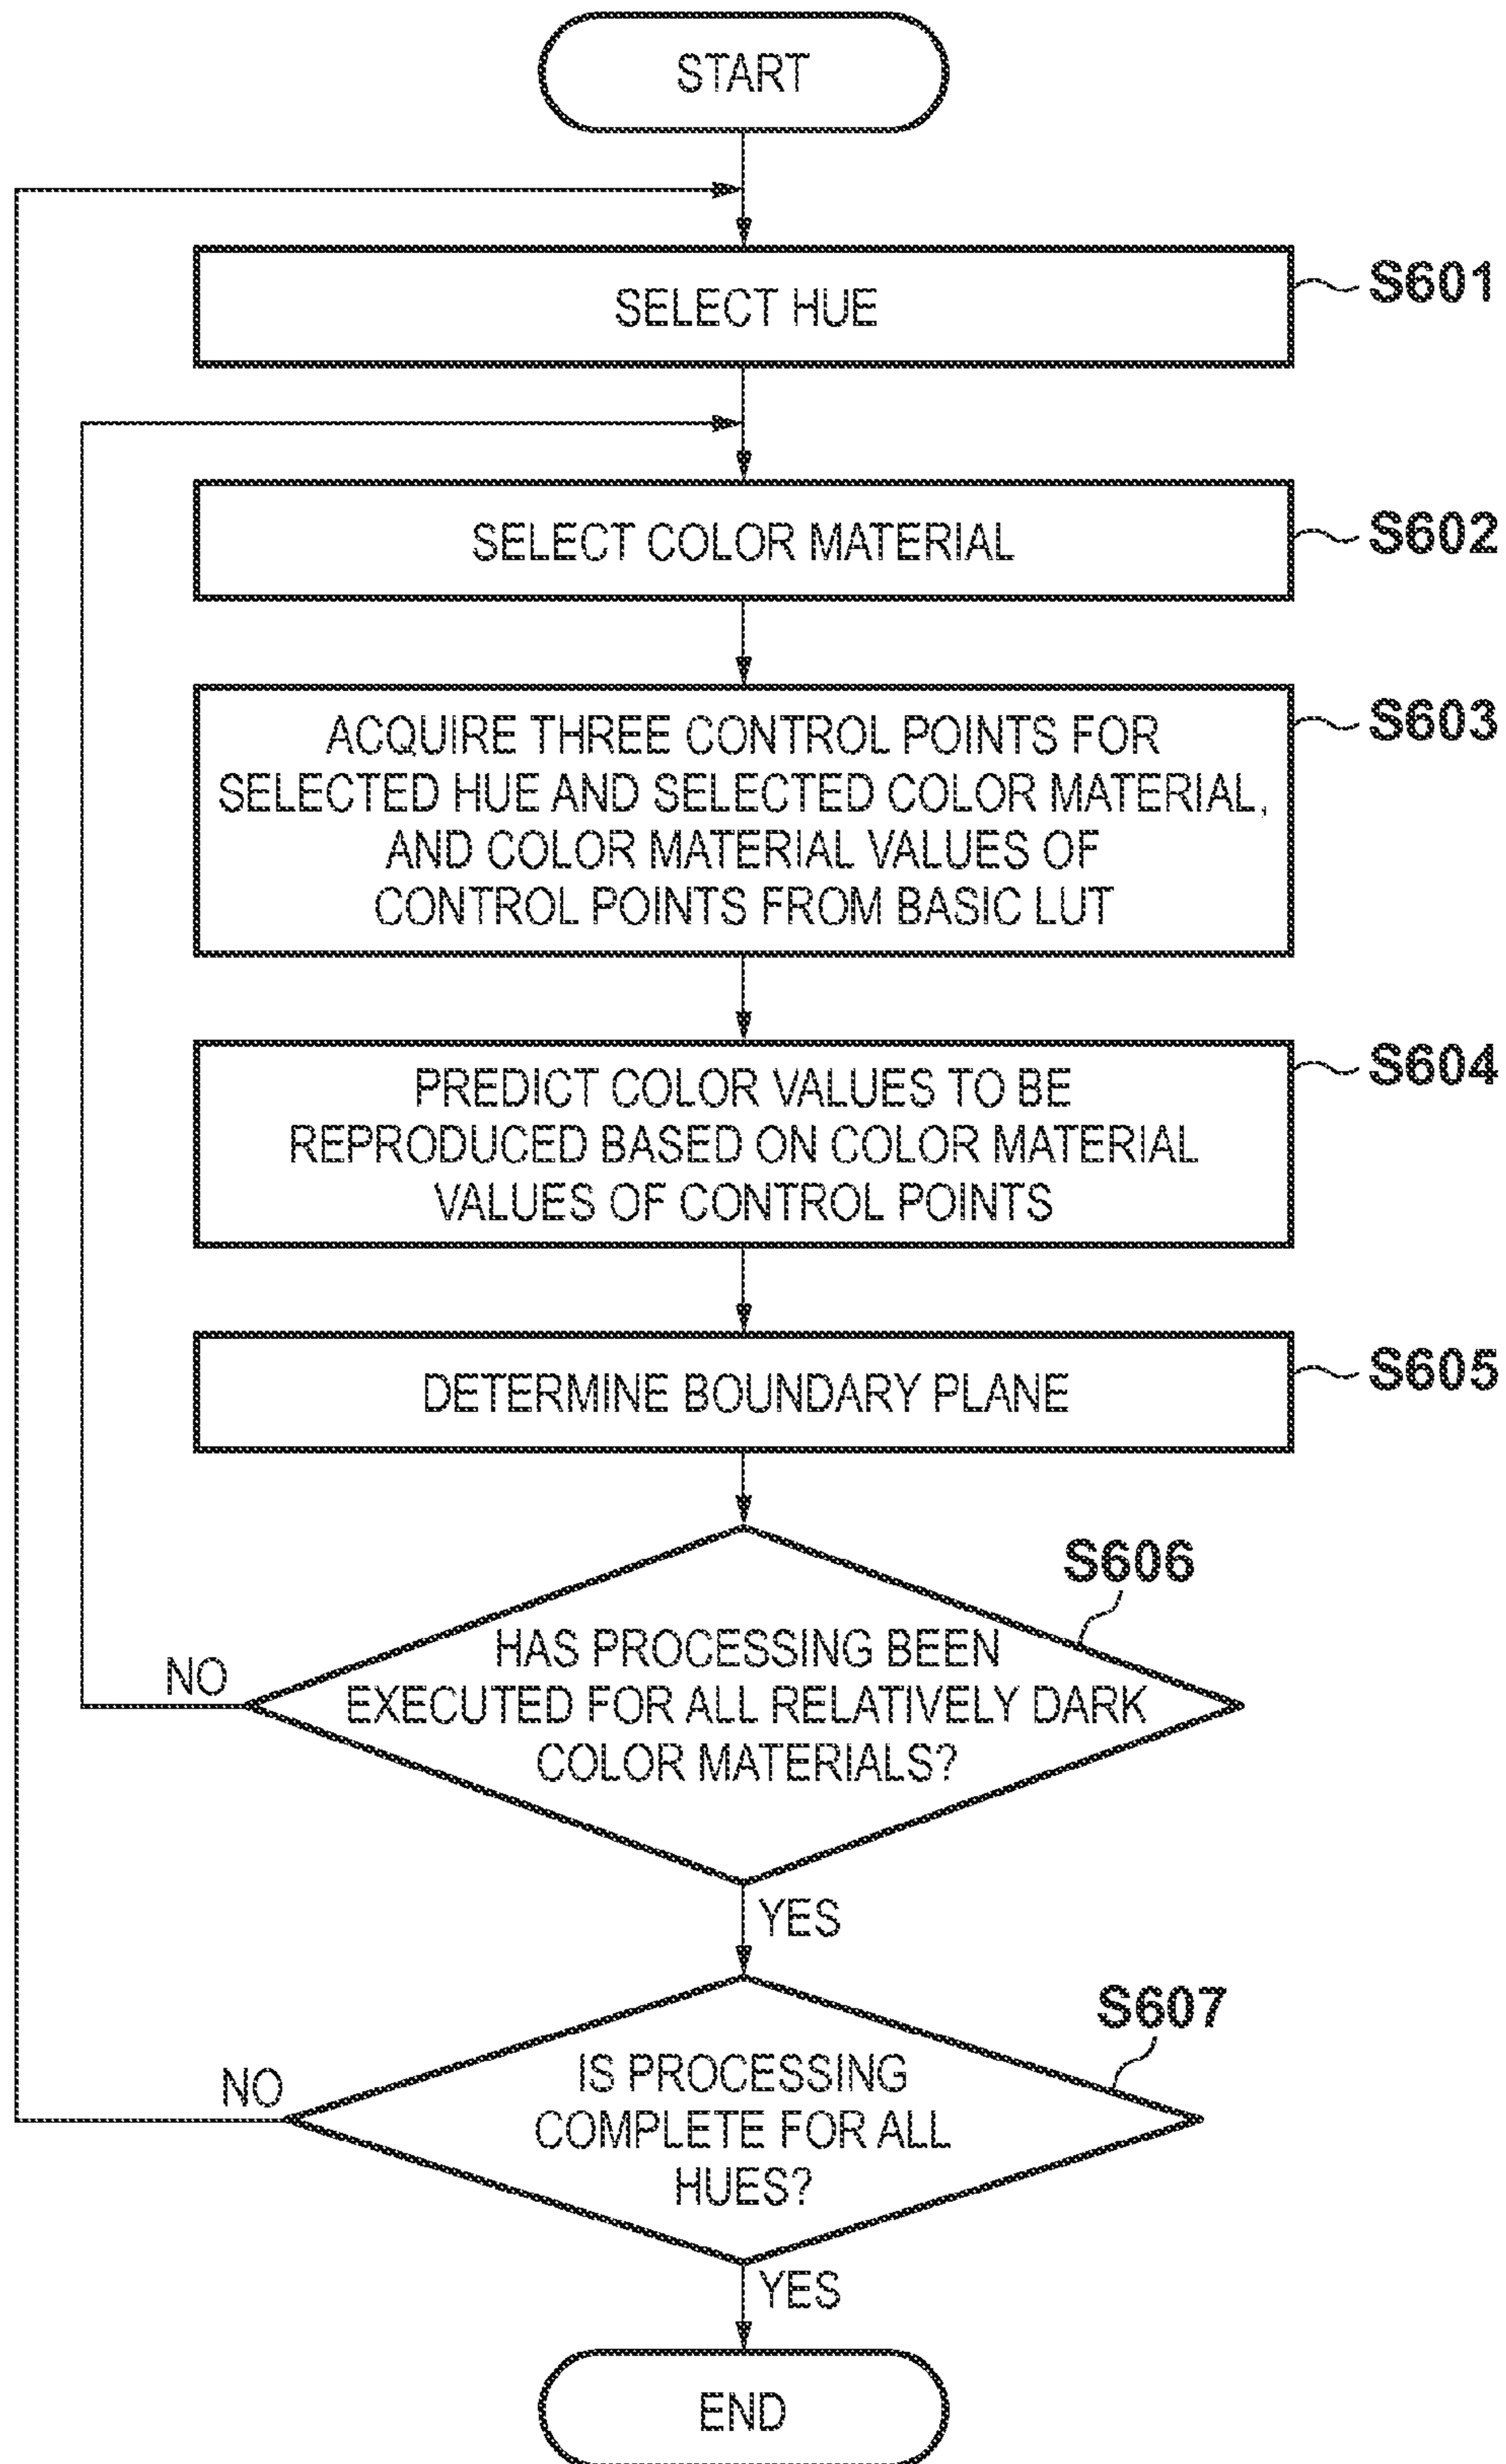 START
SELECT HUE
S601
SELECT COLOR MATERIAL
S602
ACQUIRE THREE CONTROL POINTS FOR
SELECTED HUE AND SELECTED COLOR MATERIAL,
AND COLOR MATERIAL VALUES OF
CONTROL POINTS FROM BASIC LUT
S603
PREDICT COLOR VALUES TO BE
REPRODUCED BASED ON COLOR MATERIAL
VALUES OF CONTROL POINTS
S604
DETERMINE BOUNDARY PLANE
S605
S606
HAS PROCESSING BEEN
EXECUTED FOR ALL RELATIVELY DARK
COLOR MATERIALS?
NO
YES
S607
IS PROCESSING
COMPLETE FOR ALL
HUES?
NO
YES
END